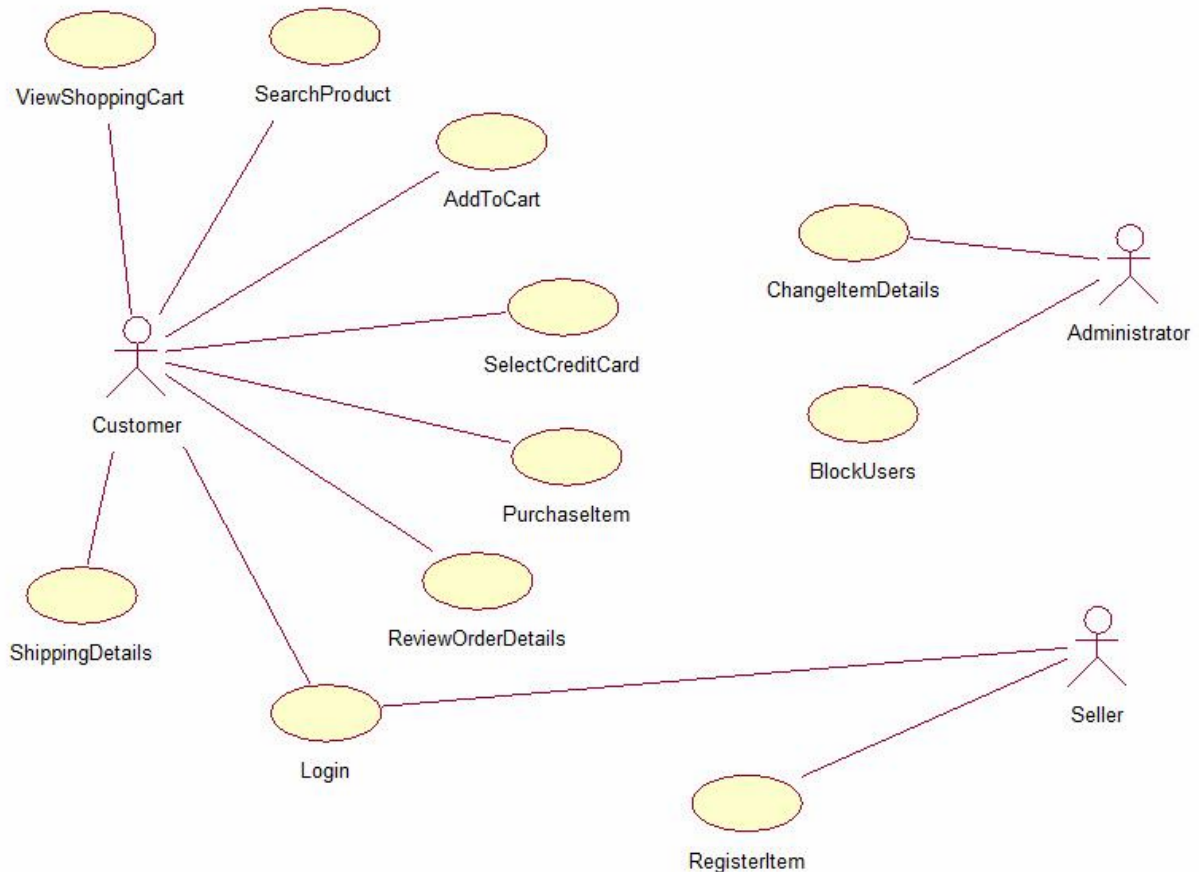 ViewShoppingCart
SearchProduct
AddToCart
ChangeItemDetails
Administrator
SelectCreditCard
Customer
BlockUsers
PurchaseItem
ReviewOrderDetails
ShippingDetails
Seller
Login
RegisterItem